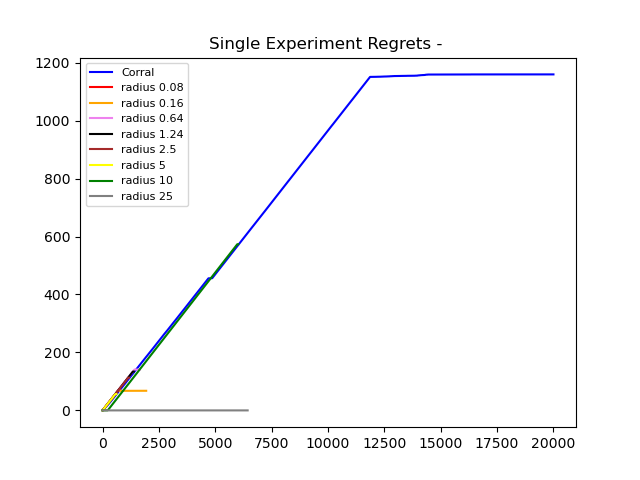 Single Experiment Regrets -
1200
1000
800
600
400
200
0
Corral
radius 0.08
radius 0.16
radius 0.64
radius 1.24
radius 2.5
radius 5
radius 10
radius 25
0 2500 5000 7500 10000 12500 15000 17500 20000